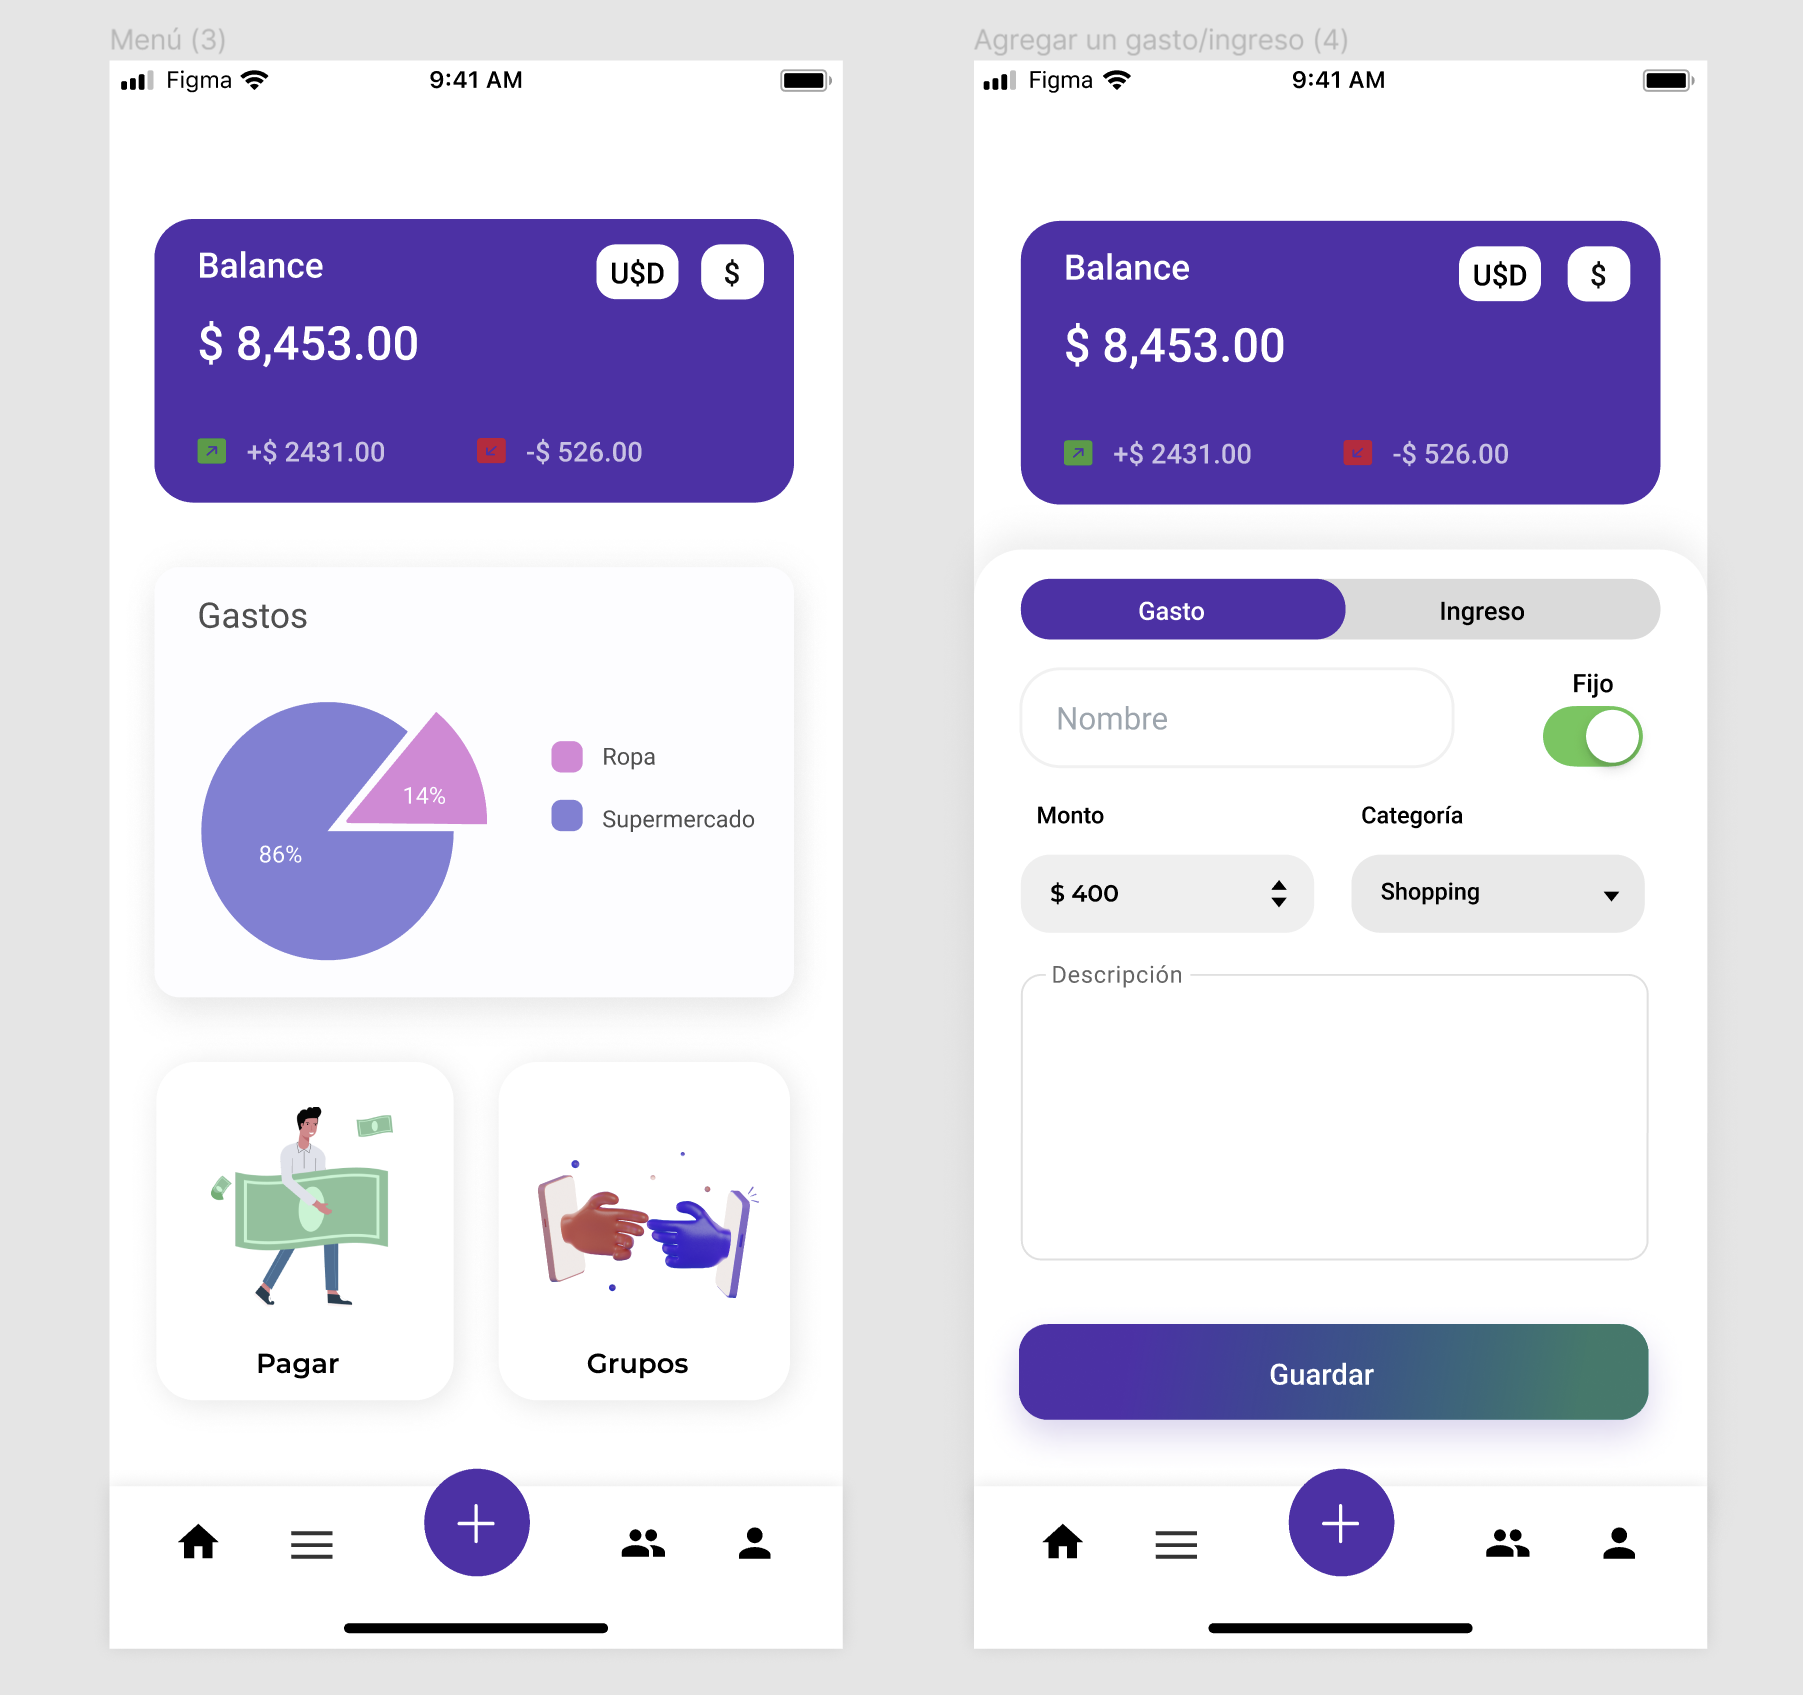 Menú (3)
Figma
9:41 AM
Balance
U$D
$
$ 8,453.00
+$ 2431.00
-$ 526.00
Gastos
14%
86%
Ropa
Supermercado
Pagar
Grupos
Agregar un gasto/ingreso (4)
Figma
9:41 AM
Balance
U$D
$
$ 8,453.00
+$ 2431.00
-$ 526.00
Gasto
Ingreso
Nombre
Fijo
Monto
Categoría
$ 400
Shopping
Descripción
Guardar